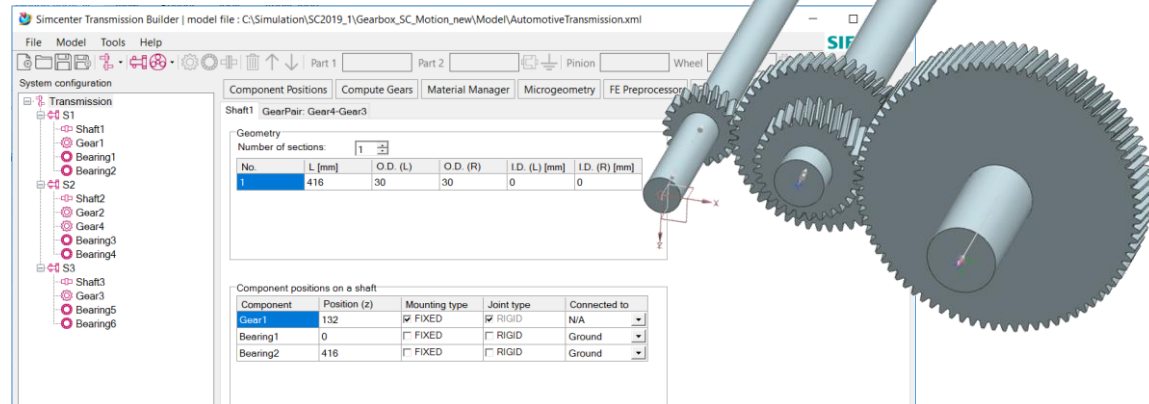 Simcenter Transmission Builder | model file : C:\Simulation\SC2019_1\Gearbox_SC_Motion_new\Model\AutomotiveTransmission.xml
File Model Tools Help
Part 1 Part 2 Pinion Wheel
System configuration
Component Positions Compute Gears Material Manager Microgeometry FE Preprocessor
Transmission
S1
Shaft1
Gear1
Bearing1
Bearing2
S2
Shaft2
Gear2
Gear4
Bearing3
Bearing4
S3
Shaft3
Gear3
Bearing5
Bearing6
Shaft1 GearPair: Gear4-Gear3
Geometry
Number of sections: 1
No. L [mm] O.D. (L) O.D. (R) I.D. (L) [mm] I.D. (R) [mm]
1 416 30 30 0 0
Component positions on a shaft
Component Position (z) Mounting type Joint type Connected to
Gear1 132 FIXED RIGID N/A
Bearing1 0 FIXED RIGID Ground
Bearing2 416 FIXED RIGID Ground
X
Z